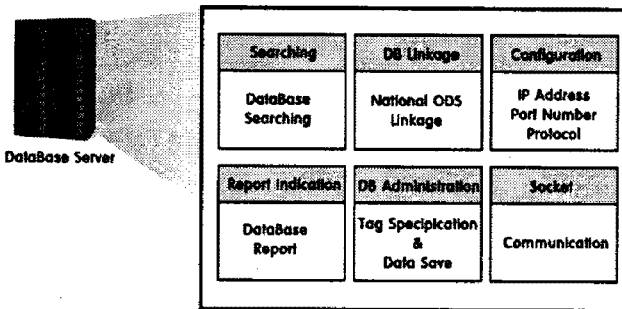 Searching
DataBase
Searching
DB Linkage
National ODS
Linkage
Configuration
IP Address
Port Number
Protocol
DataBase Server
Report Indication
DataBase
Report
DB Administration
Tag Specipication
&
Data Save
Socket
Communication